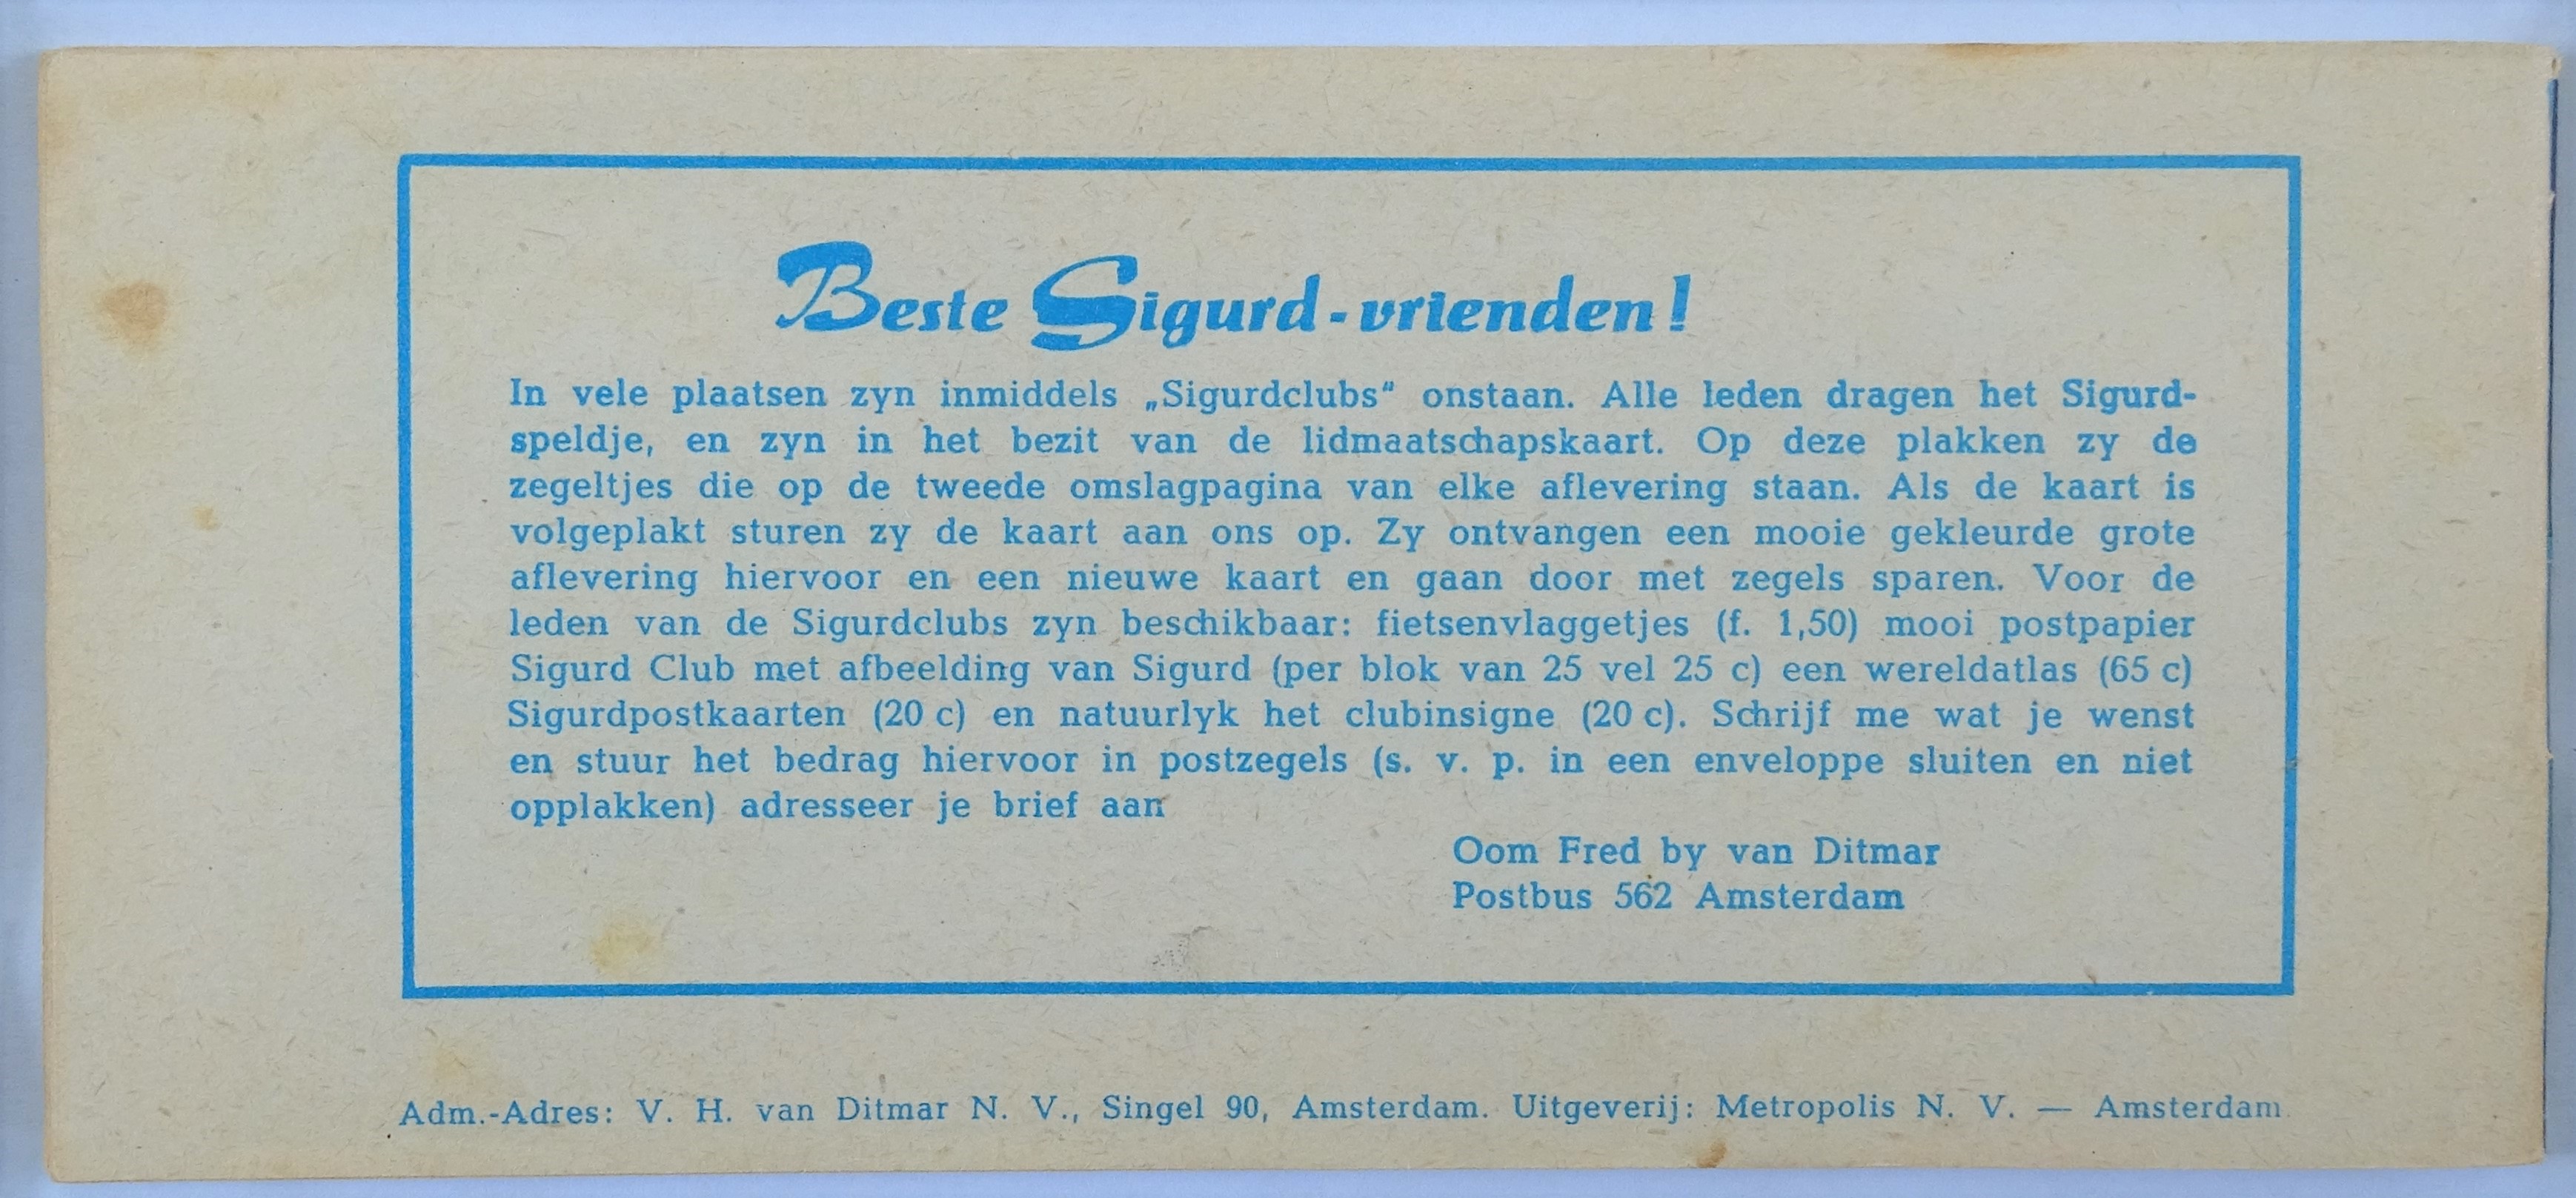 Beste Sigurd-vrienden!
In vele plaatsen zyn inmiddels „Sigurdclubs“ onstaan. Alle leden dragen het Sigurd-
speldje, en zyn in het bezit van de lidmaatschapskaart. Op deze plakken zy de
zegeltjes die op de tweede omslagpagina van elke aflevering staan. Als de kaart is
volgeplakt sturen zy de kaart aan ons op. Zy ontvangen een mooie gekleurde grote
aflevering hiervoor en een nieuwe kaart en gaan door met zegels sparen. Voor de
leden van de Sigurdclubs zyn beschikbaar: fietsenvlaggetjes (f. 1,50) mooi postpapier
Sigurd Club met afbeelding van Sigurd (per blok van 25 vel 25 c) een wereldatlas (65 c)
Sigurdpostkaarten (20 c) en natuurlyk het clubinsigne (20 c). Schrijf me wat je wenst
en stuur het bedrag hiervoor in postzegels (s. v. p. in een enveloppe sluiten en niet
opplakken) adresseer je brief aan
Oom Fred by van Ditmar
Postbus 562 Amsterdam
Adm.-Adres: V. H. van Ditmar N. V., Singel 90, Amsterdam. Uitgeverij: Metropolis N. V. — Amsterdam